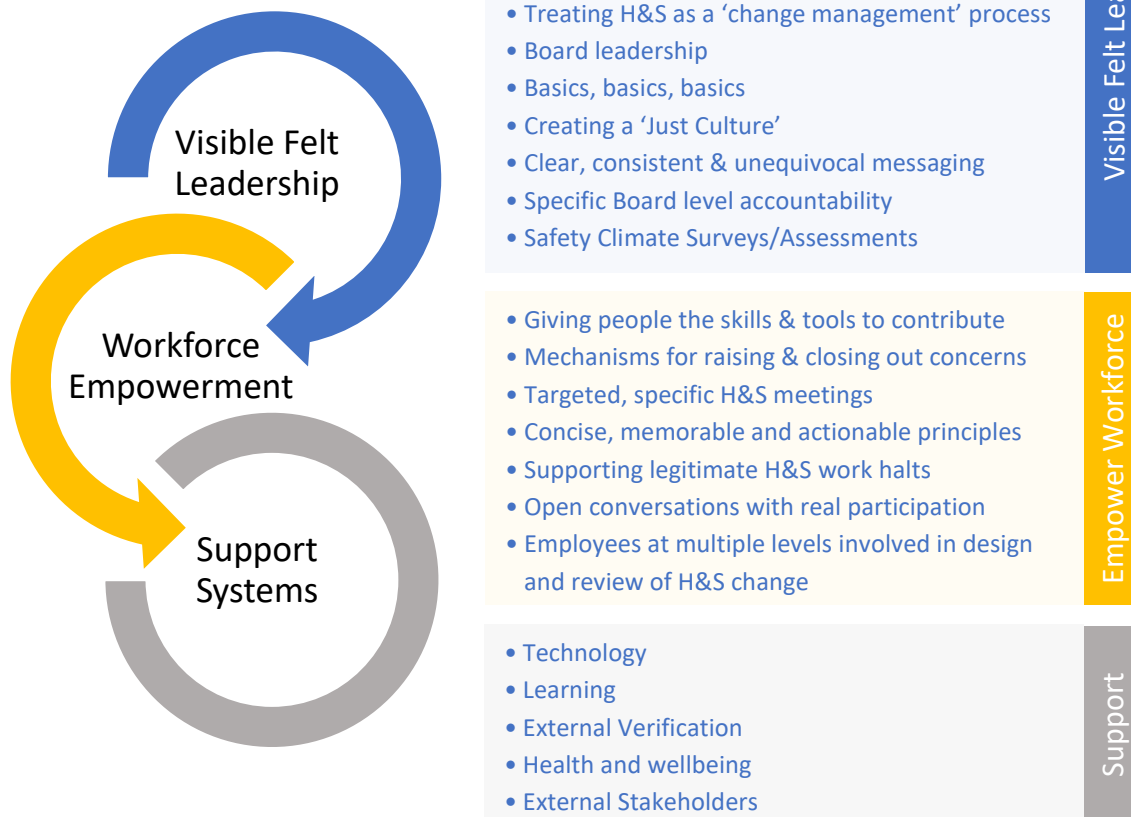 Visible Felt
Leadership
Workforce
Empowerment
Support
Systems
• Treating H&S as a ‘change management’ process
• Board leadership
• Basics, basics, basics
• Creating a ‘Just Culture’
• Clear, consistent & unequivocal messaging
• Specific Board level accountability
• Safety Climate Surveys/Assessments
Visible Felt
• Giving people the skills & tools to contribute
• Mechanisms for raising & closing out concerns
• Targeted, specific H&S meetings
• Concise, memorable and actionable principles
• Supporting legitimate H&S work halts
• Open conversations with real participation
• Employees at multiple levels involved in design
and review of H&S change
Empower Workforce
• Technology
• Learning
• External Verification
• Health and wellbeing
• External Stakeholders
Support